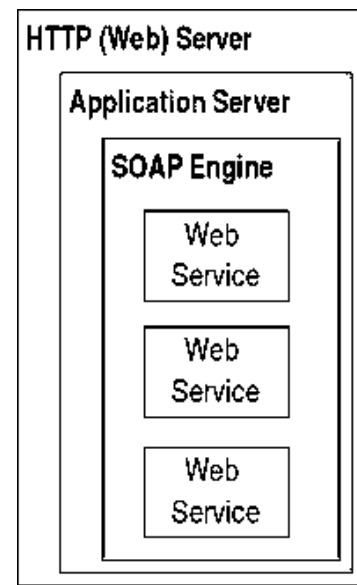 HTTP (Web) Server
Application Server
SOAP Engine
Web
Service
Web
Service
Web
Service